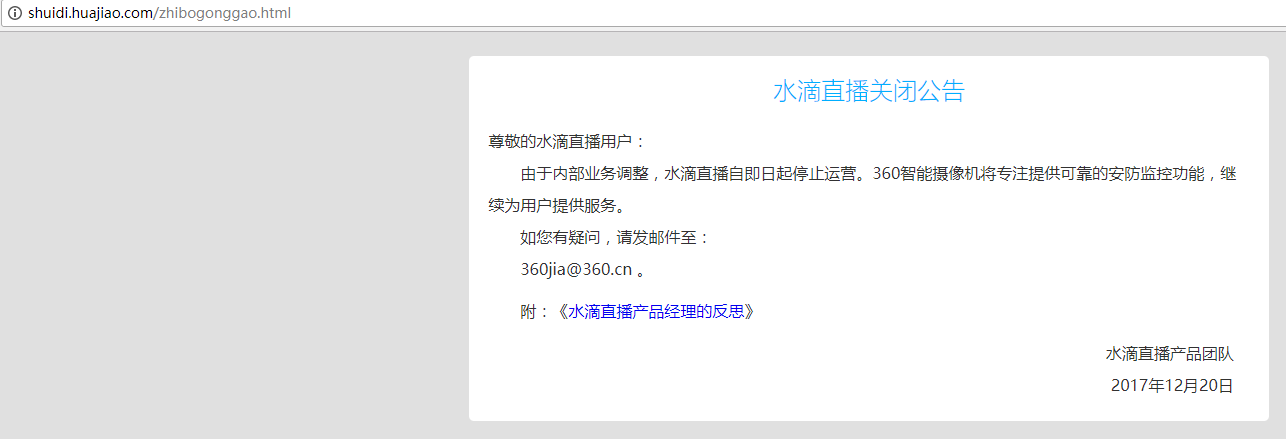 shuidi.huajiao.com/zhibogonggao.html
水滴直播关闭公告
尊敬的水滴直播用户：
由于内部业务调整，水滴直播自即日起停止运营。360智能摄像机将专注提供可靠的安防监控功能，继
续为用户提供服务。
如您有疑问，请发邮件至：
360jia@360.cn 。
附：《水滴直播产品经理的反思》
水滴直播产品团队
2017年12月20日